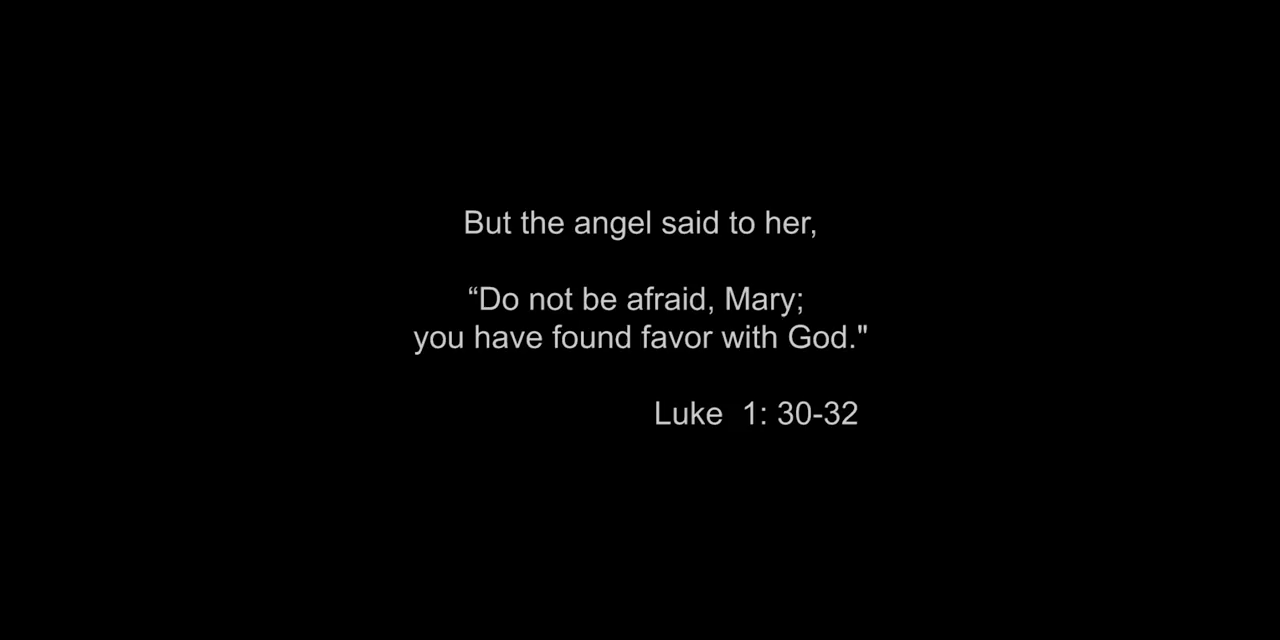 But the angel said to her,
“Do not be afraid, Mary;
you have found favor with God."
Luke  1: 30-32